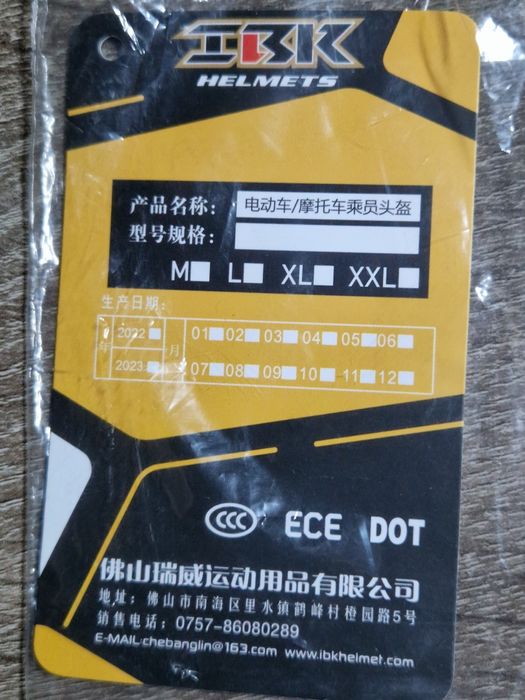 IBK
HELMETS
产品名称： 电动车/摩托车乘员头盔
型号规格：
M L XL XXL
生产日期：
年 2022 月 01 02 03 04 05 06
2023 07 08 09 10 11 12
CCC ECE DOT
佛山瑞威运动用品有限公司
地址：佛山市南海区里水镇鹤峰村橙园路5号
销售电话：0757-86080289
E-MAIL:chebanglin@163.com www.ibkhelmet.com